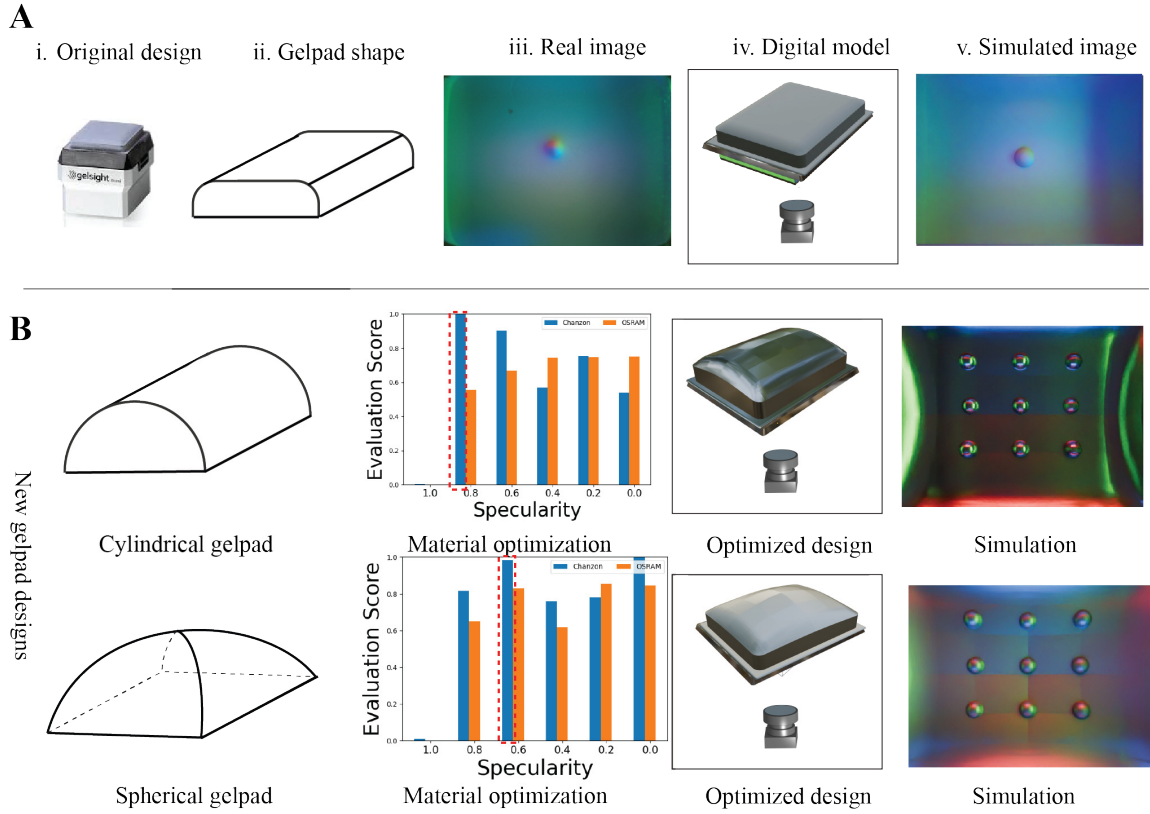 A
i. Original design
ii. Gelpad shape
iii. Real image
iv. Digital model
v. Simulated image
gelsight
B
New gelpad designs
Cylindrical gelpad
Evaluation Score
1.0
0.8
0.6
0.4
0.2
0.0
Chanzon
OSRAM
1.0 0.8 0.6 0.4 0.2 0.0
Specularity
Material optimization
Optimized design
Simulation
Spherical gelpad
Evaluation Score
1.0
0.8
0.6
0.4
0.2
0.0
Chanzon
OSRAM
1.0 0.8 0.6 0.4 0.2 0.0
Specularity
Material optimization
Optimized design
Simulation